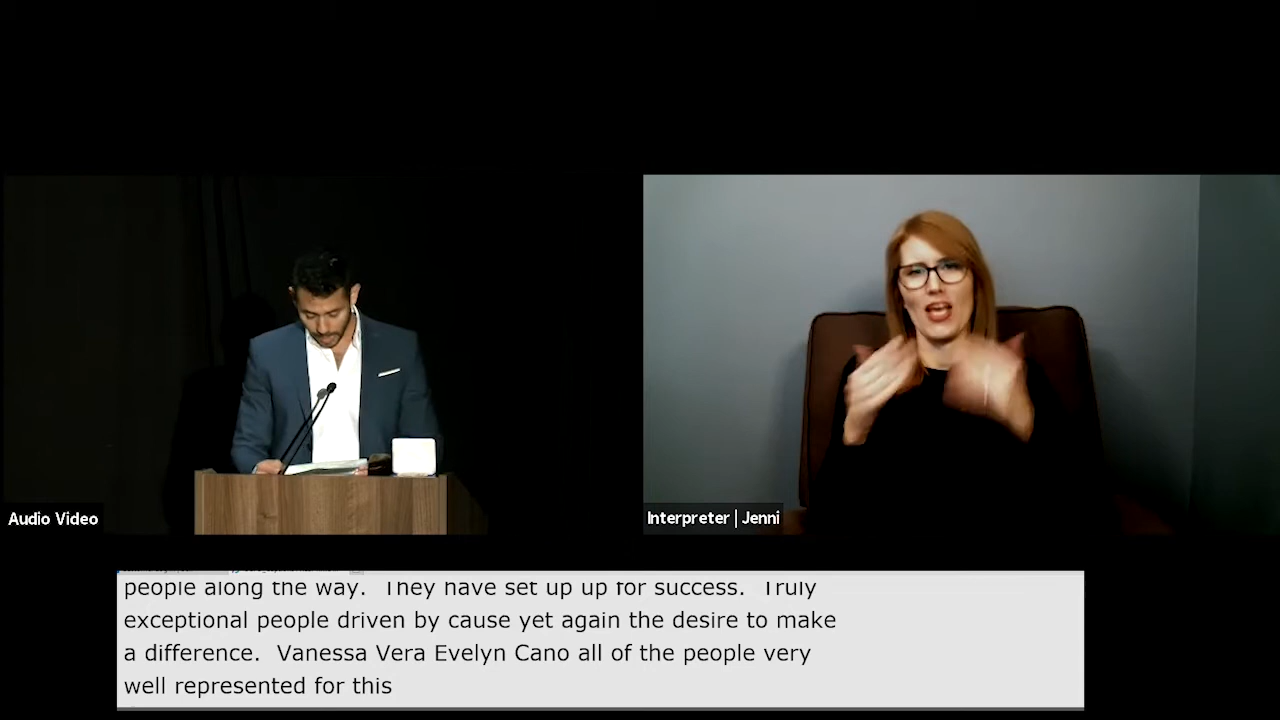 Audio Video
Interpreter | Jenni
people along the way.  They have set up up for success.  Truly
exceptional people driven by cause yet again the desire to make
a difference.  Vanessa Vera Evelyn Cano all of the people very
well represented for this